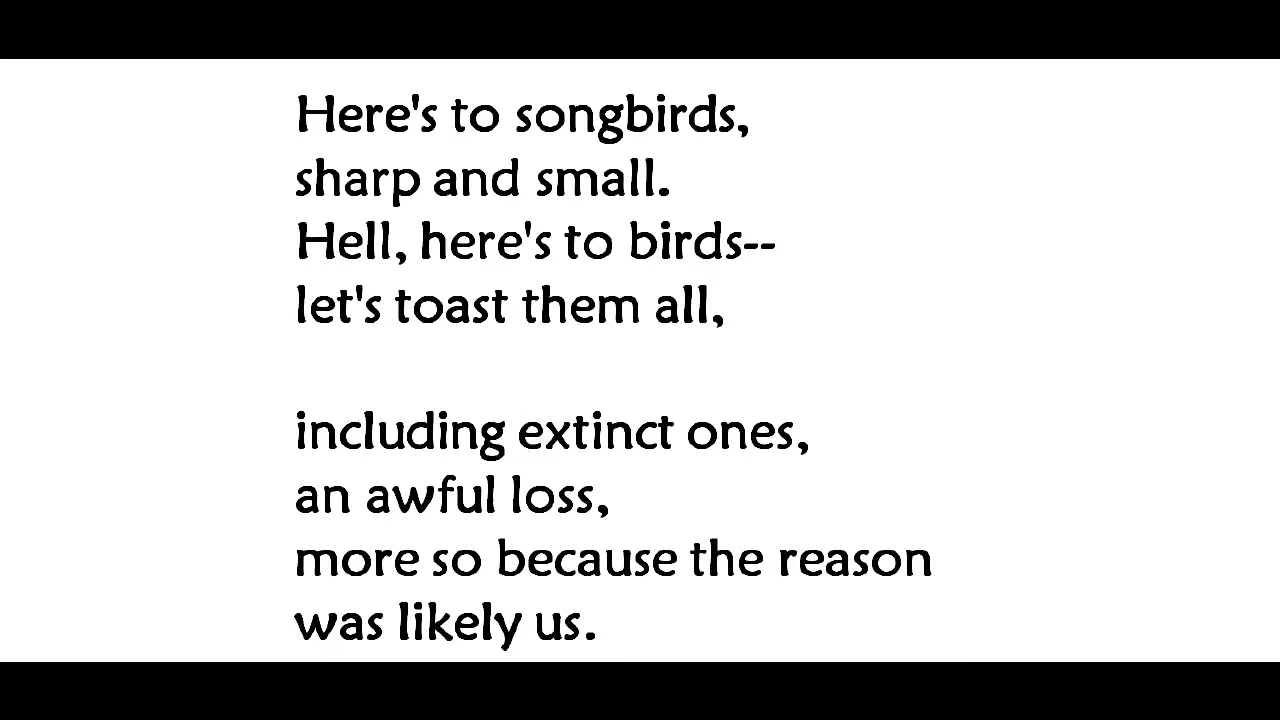 Here's to songbirds,
sharp and small.
Hell, here's to birds--
let's toast them all,
including extinct ones,
an awful loss,
more so because the reason
was likely us.